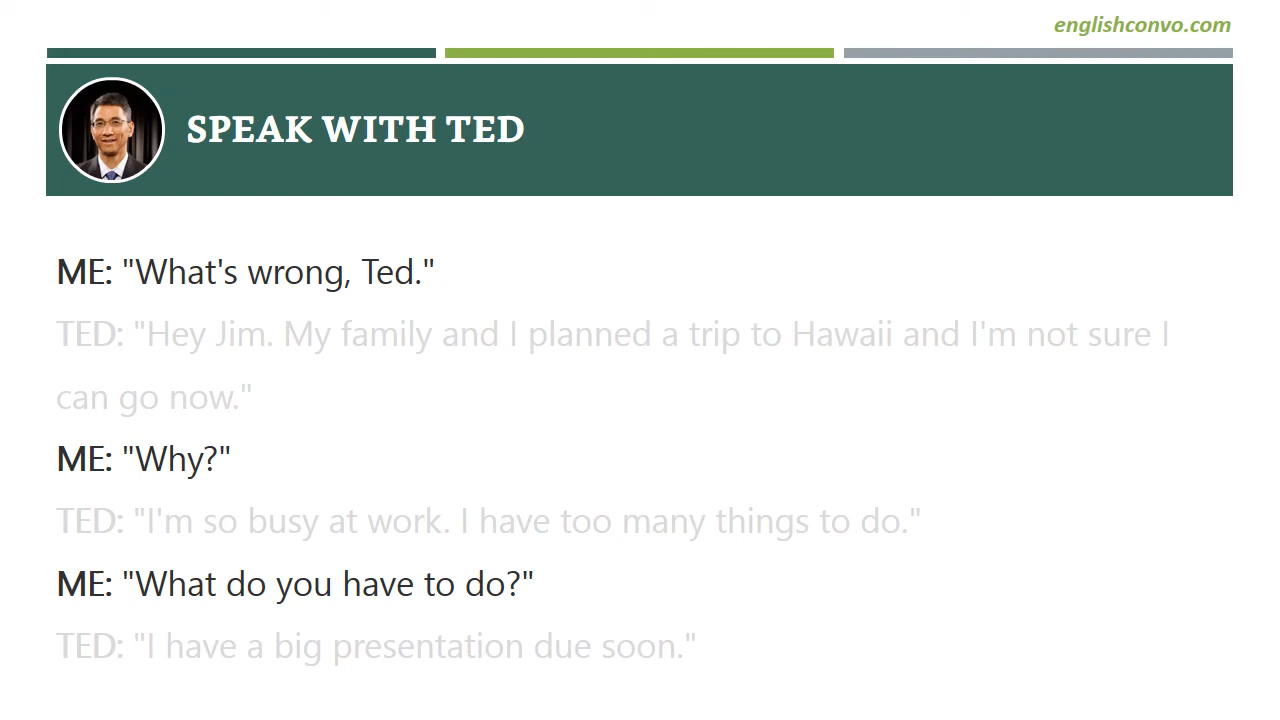 englishconvo.com
SPEAK WITH TED
ME: "What's wrong, Ted."
TED: "Hey Jim. My family and I planned a trip to Hawaii and I'm not sure I
can go now."
ME: "Why?"
TED: "I'm so busy at work. I have too many things to do."
ME: "What do you have to do?"
TED: "I have a big presentation due soon."